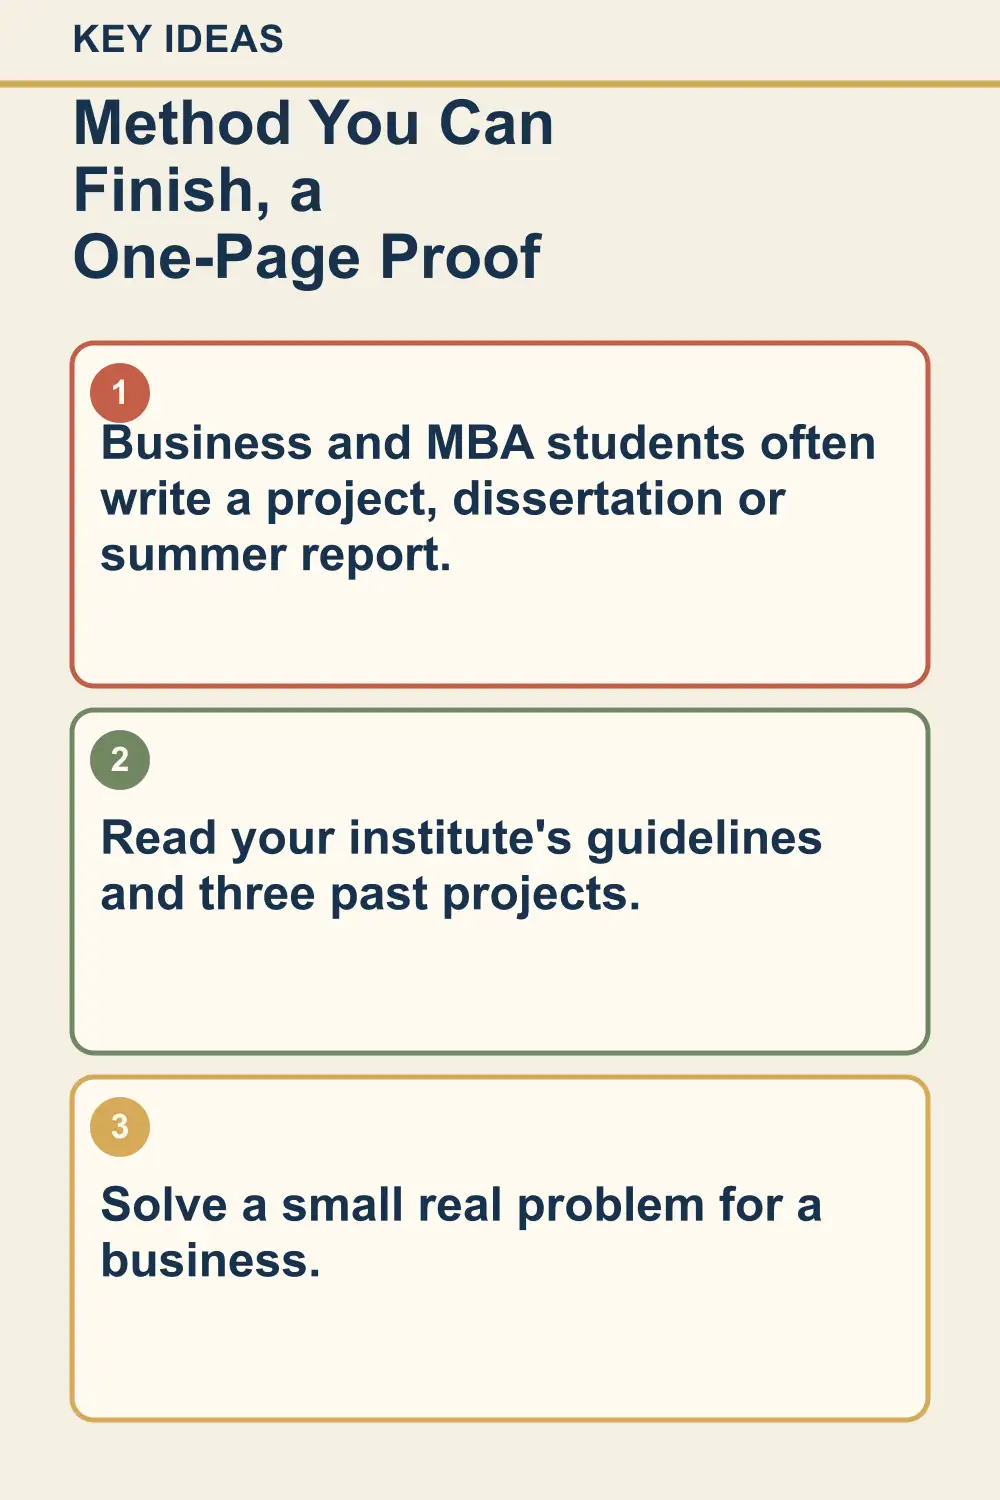 KEY IDEAS
Method You Can
Finish, a
One-Page Proof
1
Business and MBA students often
write a project, dissertation or
summer report.
2
Read your institute's guidelines
and three past projects.
3
Solve a small real problem for a
business.